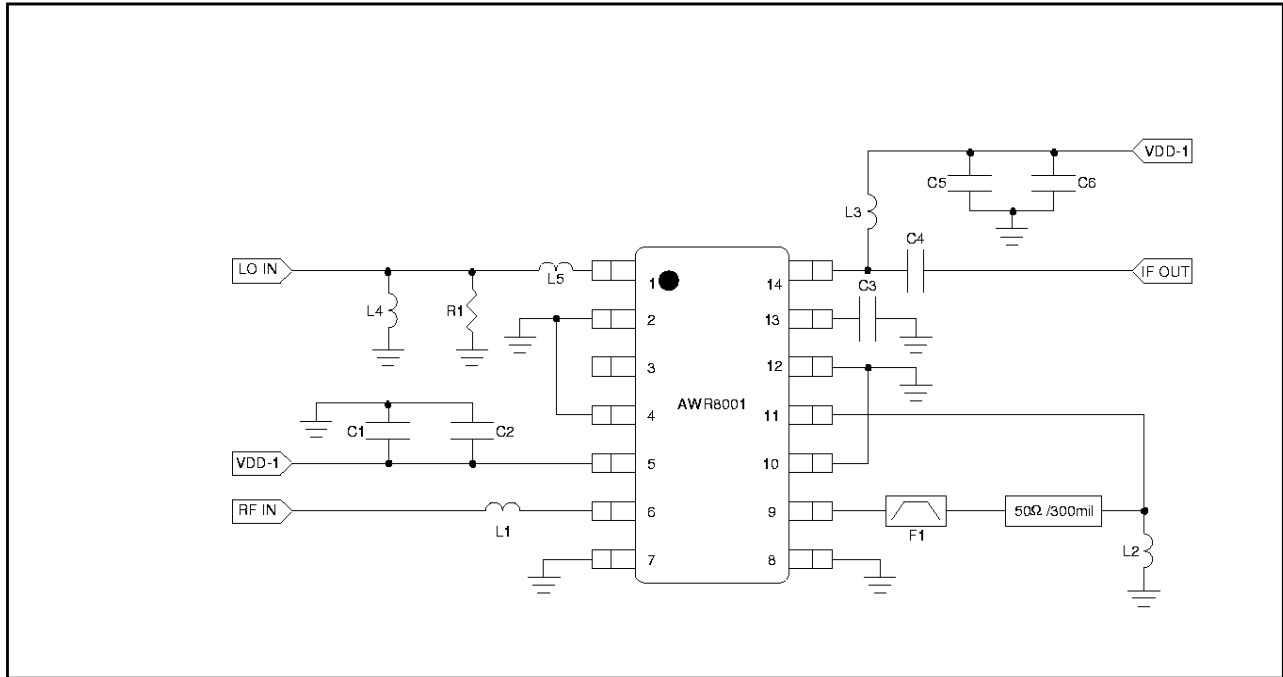 VDD-1
C5
C6
L3
C4
LO IN
L5
1
14
IF OUT
C3
L4
R1
2
13
3
12
AWR8001
11
4
C1
C2
VDD-1
5
10
RF IN
6
9
50Ω /300mil
L1
F1
L2
7
8